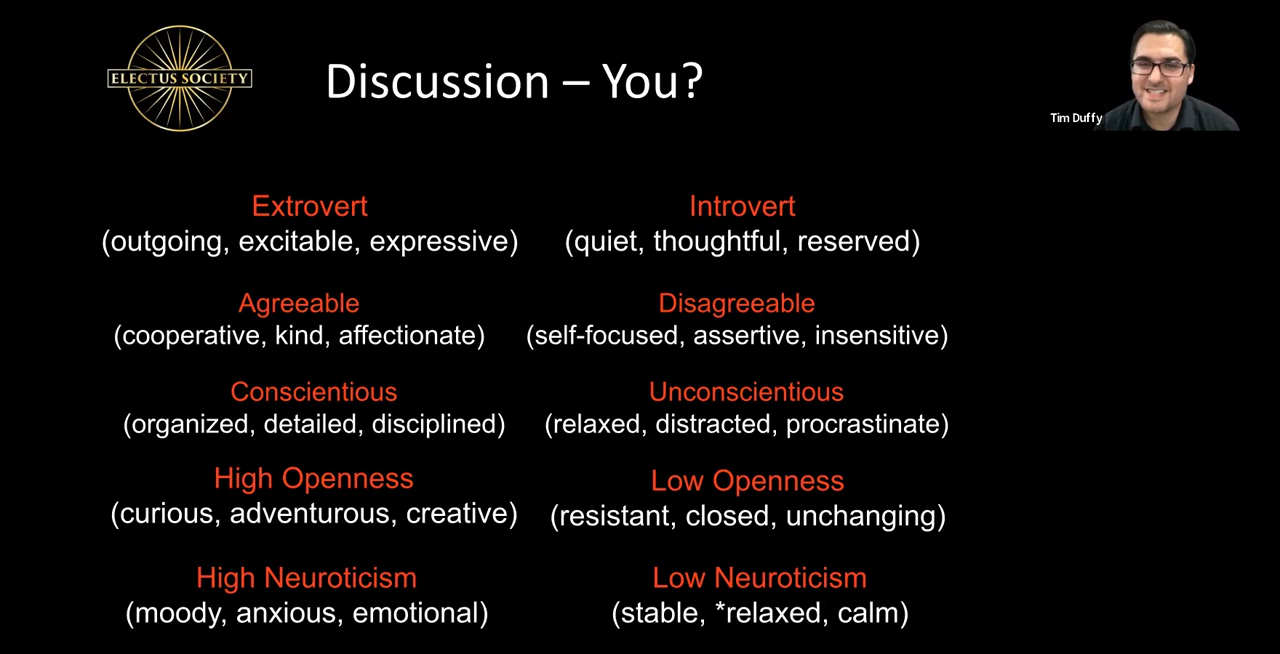 ELECTUS SOCIETY
Discussion – You?
Tim Duffy
Extrovert
(outgoing, excitable, expressive)
Introvert
(quiet, thoughtful, reserved)
Agreeable
(cooperative, kind, affectionate)
Disagreeable
(self-focused, assertive, insensitive)
Conscientious
(organized, detailed, disciplined)
Unconscientious
(relaxed, distracted, procrastinate)
High Openness
(curious, adventurous, creative)
Low Openness
(resistant, closed, unchanging)
High Neuroticism
(moody, anxious, emotional)
Low Neuroticism
(stable, *relaxed, calm)